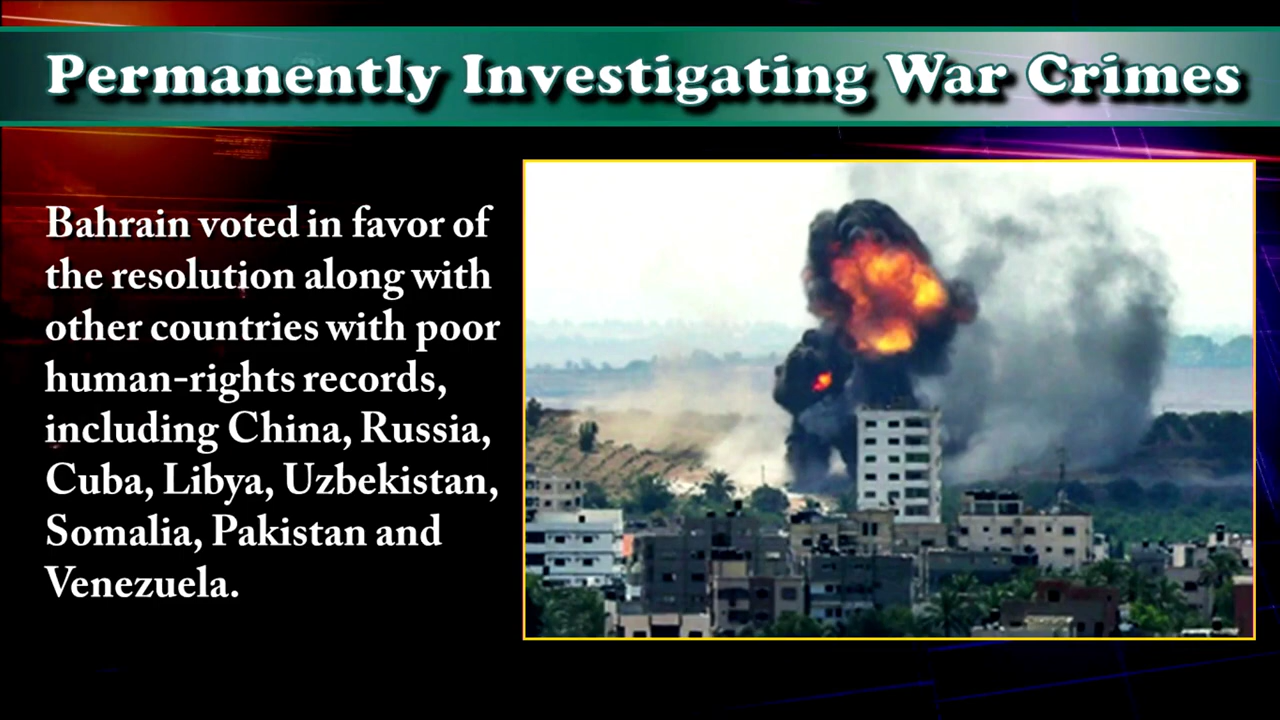 Permanently Investigating War Crimes
Bahrain voted in favor of
the resolution along with
other countries with poor
human-rights records,
including China, Russia,
Cuba, Libya, Uzbekistan,
Somalia, Pakistan and
Venezuela.